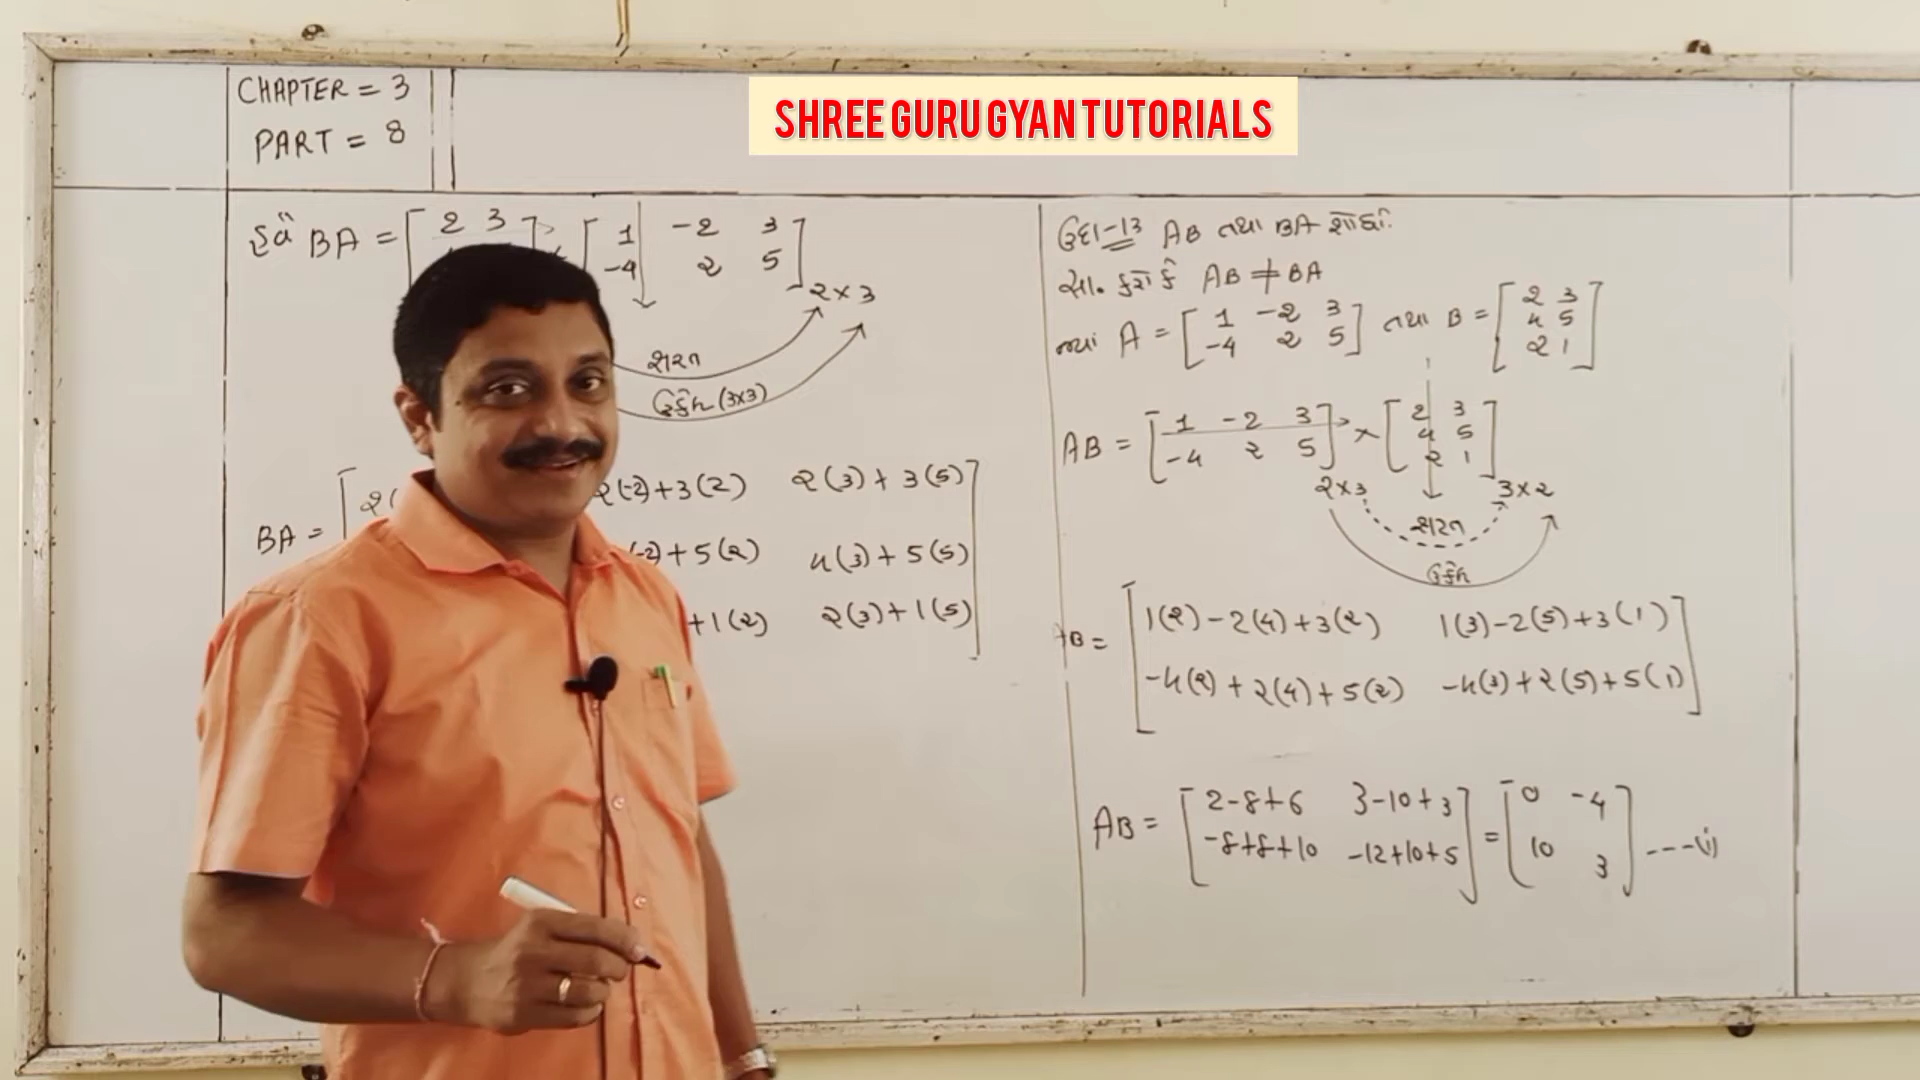 CHAPTER = 3
PART = 8
SHREE GURU GYAN TUTORIALS
હવે BA = [ 2 3 ] [ 1 -2 3
-4 2 5 ]
2×3
શરત
ઉકેલ (3×3)
BA = [ 2( 2(-2)+3(2) 2(3)+3(5)
(-2)+5(2) 4(3)+5(5)
+1(2) 2(3)+1(5) ]
ઉદા-13 AB તથા BA શોધો.
સા. કરો કે AB ≠ BA
જ્યાં A = [ 1 -2 3
-4 2 5 ] તથા B = [ 2 3
4 5
2 1 ]
AB = [ 1 -2 3
-4 2 5 ] × [ 2 3
4 5
2 1 ]
2×3 3×2
શરત
ઉકેલ
AB = [ 1(2)-2(4)+3(2) 1(3)-2(5)+3(1)
-4(2)+2(4)+5(2) -4(3)+2(5)+5(1) ]
AB = [ 2-8+6 3-10+3
-8+8+10 -12+10+5 ] = [ 0 -4
10 3 ] ---(i)